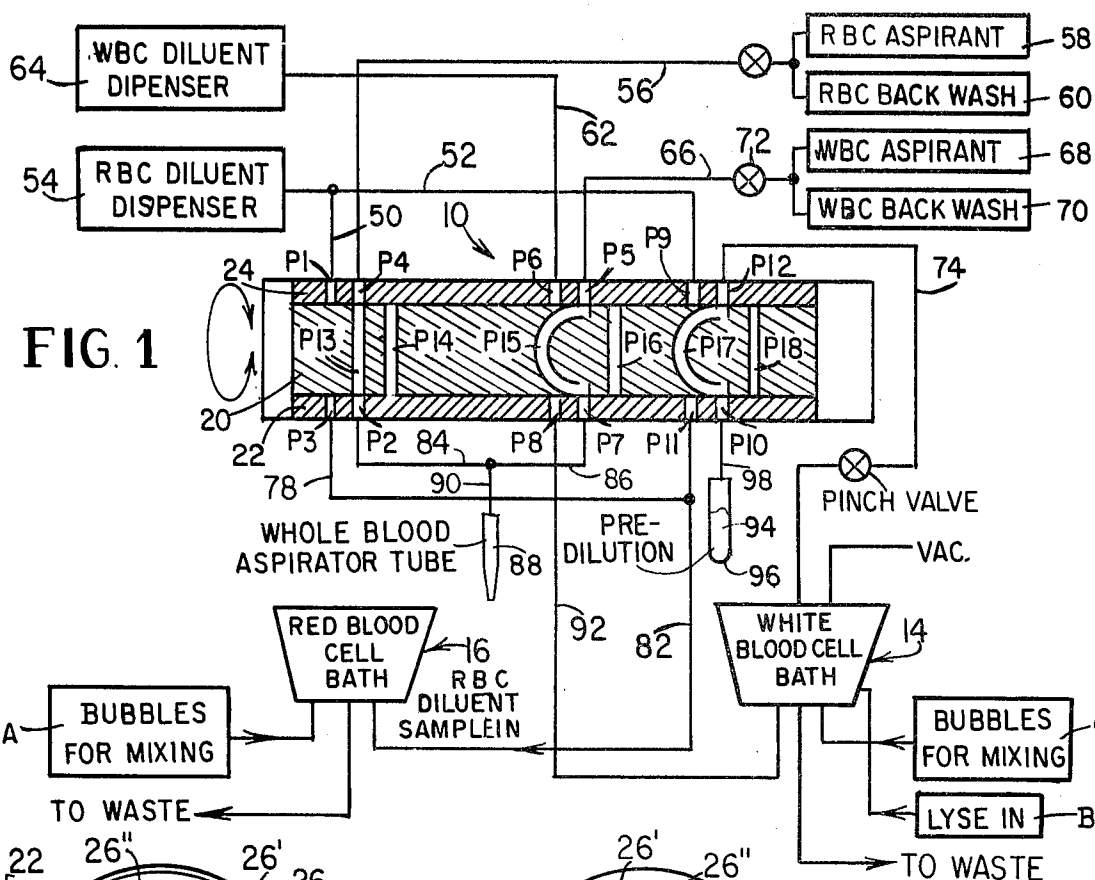 WBC DILUENT
DIPENSER
64
RBC ASPIRANT
58
56
RBC BACK WASH
60
62
72
WBC ASPIRANT
68
66
WBC BACK WASH
70
54
RBC DILUENT
DISPENSER
52
50
10
P1
P4
P6
P5
P9
P12
74
24
FIG. 1
P13
P14
P15
P16
P17
P18
20
22
P3
P2
84
P8
P7
P11
P10
78
90
86
98
PINCH VALVE
WHOLE BLOOD
ASPIRATOR TUBE
88
PRE-
DILUTION
94
96
VAC.
RED BLOOD
CELL
BATH
16
RBC
DILUENT
SAMPLEIN
92
82
WHITE
BLOOD CELL
BATH
14
A
BUBBLES
FOR MIXING
BUBBLES
FOR MIXING
TO WASTE
LYSE IN
B
TO WASTE
22
26"
26'
26
26'
26"